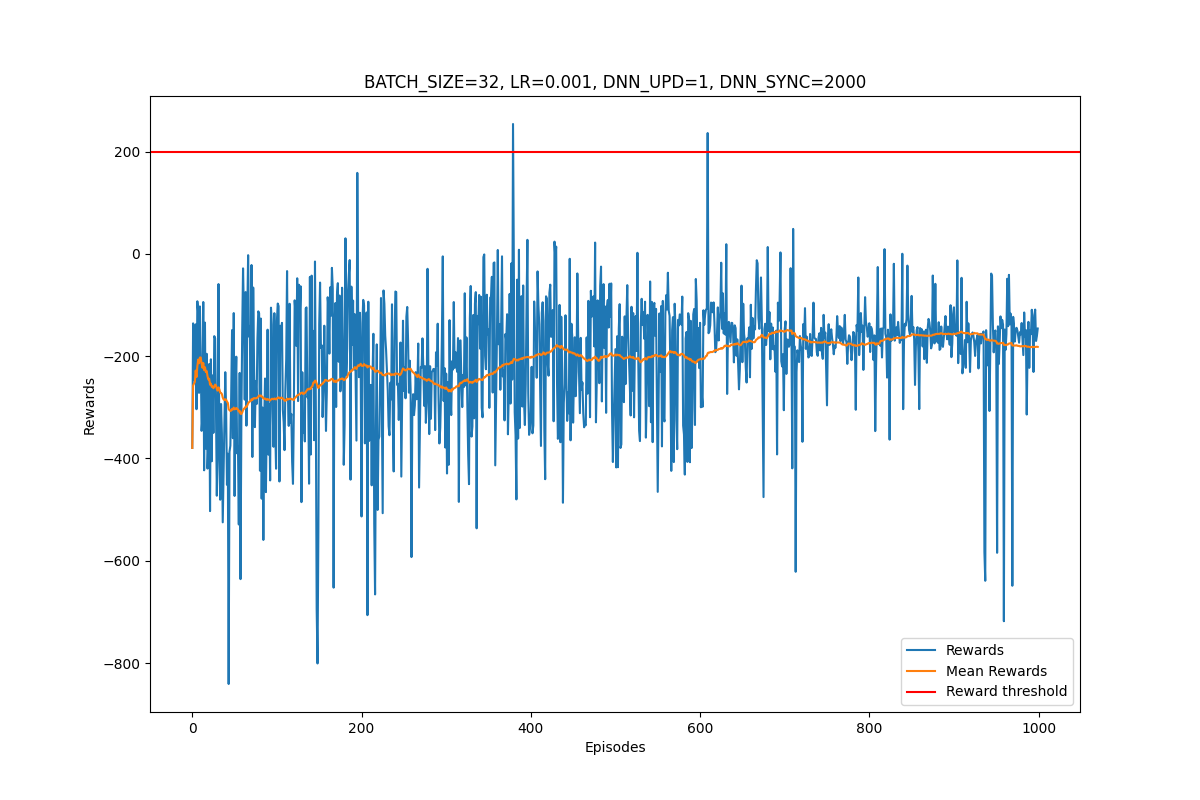 BATCH_SIZE=32, LR=0.001, DNN_UPD=1, DNN_SYNC=2000
200
0
−200
−400
−600
−800
Rewards
0
200
400
600
800
1000
Episodes
Rewards
Mean Rewards
Reward threshold